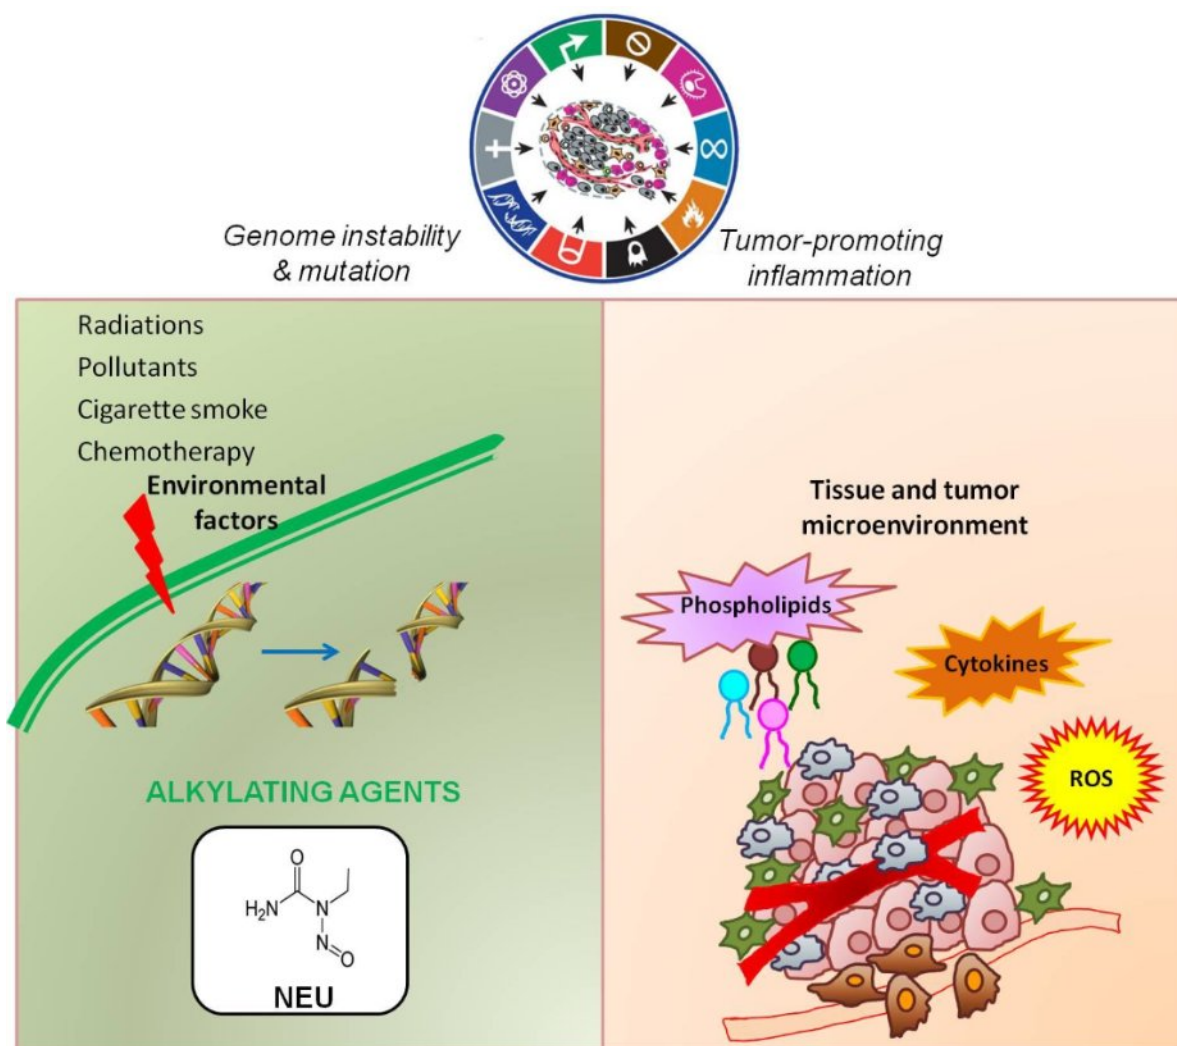 Genome instability
& mutation
Tumor-promoting
inflammation
Radiations
Pollutants
Cigarette smoke
Chemotherapy
Environmental
factors
ALKYLATING AGENTS
O
H₂N
N
N
O
NEU
Tissue and tumor
microenvironment
Phospholipids
Cytokines
ROS